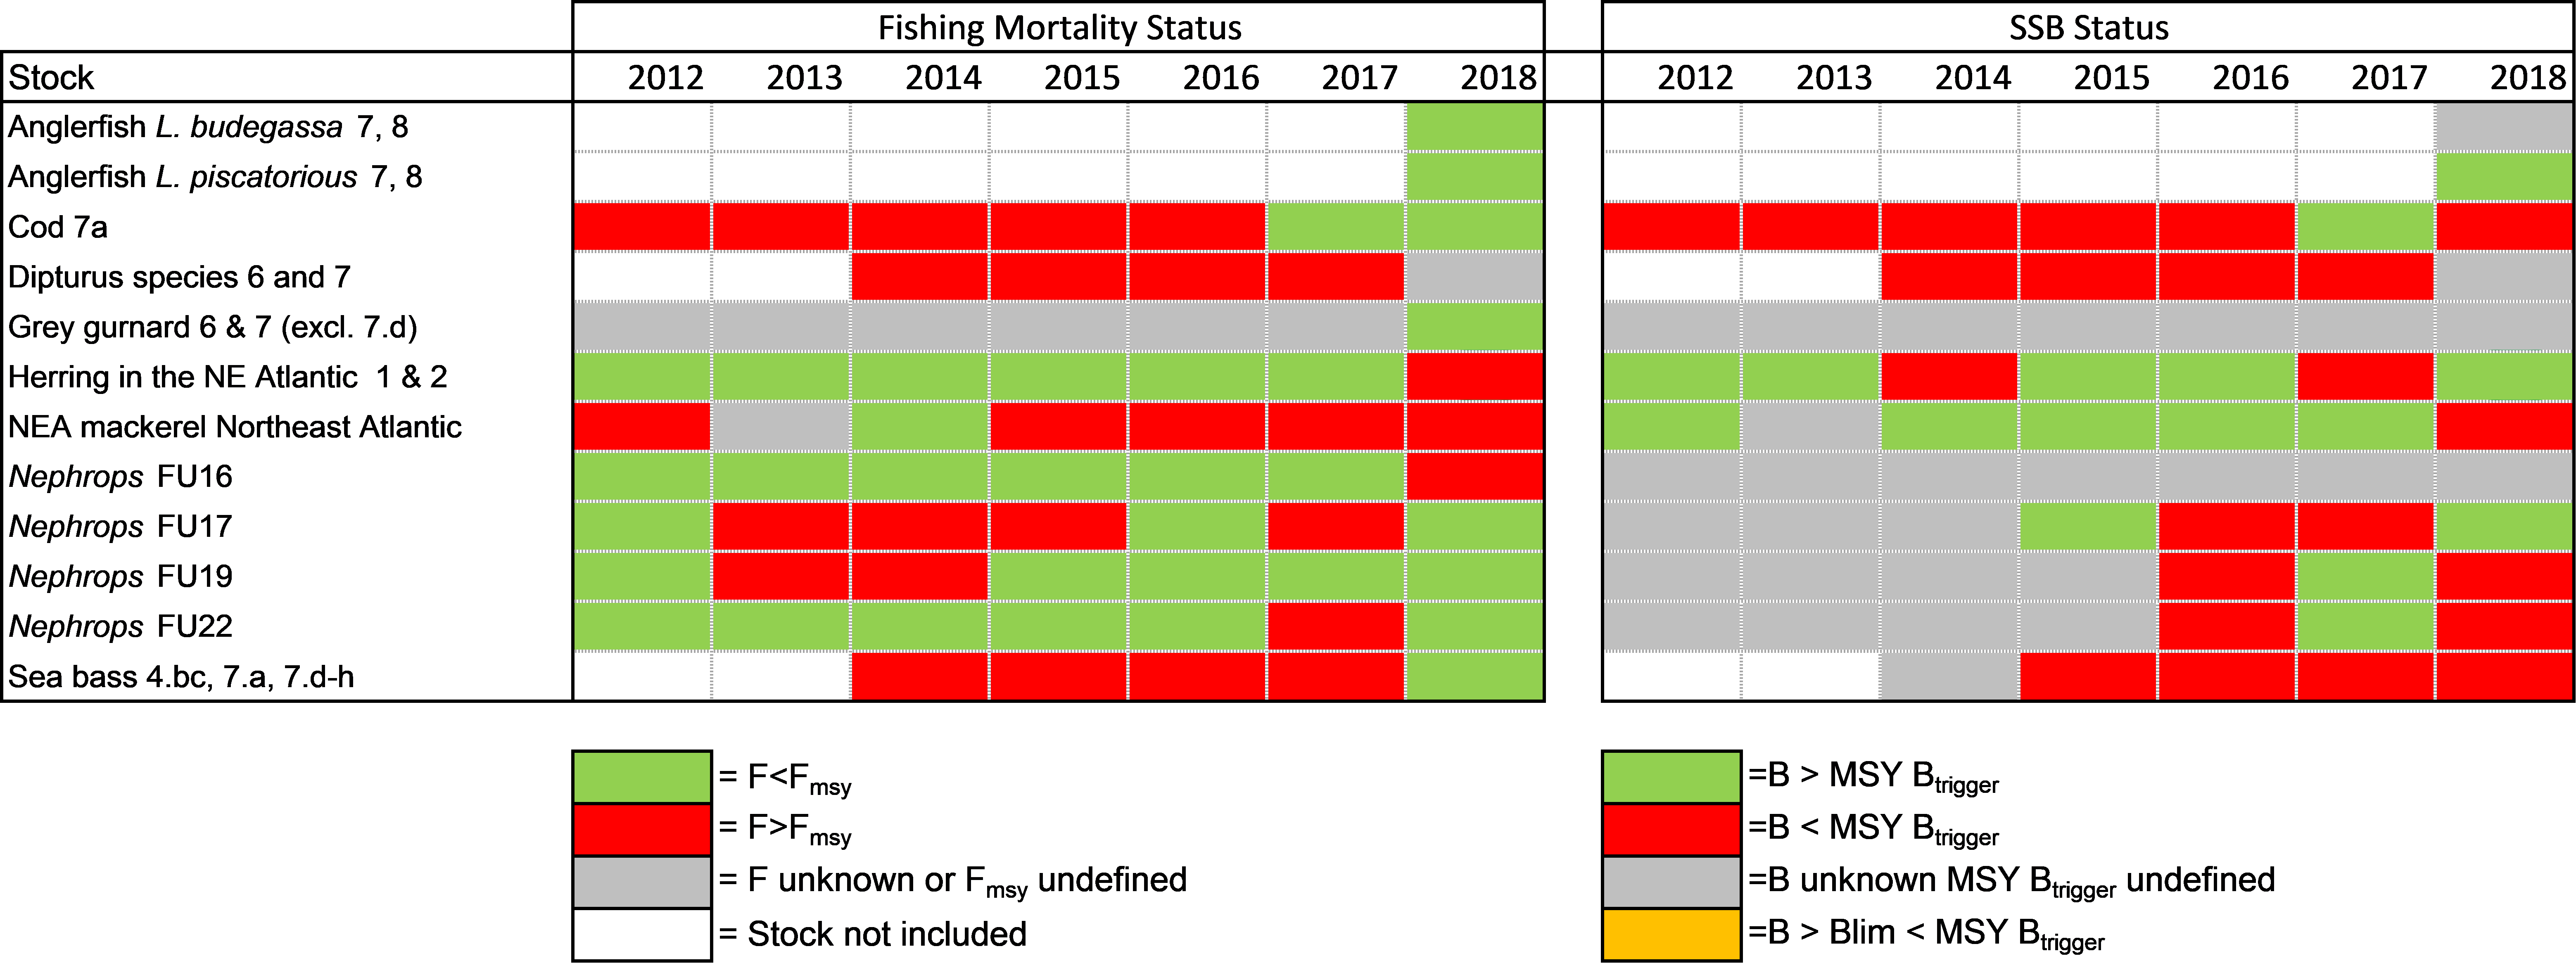 Fishing Mortality Status SSB Status
Stock 2012 2013 2014 2015 2016 2017 2018 2012 2013 2014 2015 2016 2017 2018
Anglerfish L. budegassa 7, 8
Anglerfish L. piscatorious 7, 8
Cod 7a
Dipturus species 6 and 7
Grey gurnard 6 & 7 (excl. 7.d)
Herring in the NE Atlantic 1 & 2
NEA mackerel Northeast Atlantic
Nephrops FU16
Nephrops FU17
Nephrops FU19
Nephrops FU22
Sea bass 4.bc, 7.a, 7.d-h
= F<Fmsy
= F>Fmsy
= F unknown or Fmsy undefined
= Stock not included
=B > MSY Btrigger
=B < MSY Btrigger
=B unknown MSY Btrigger undefined
=B > Blim < MSY Btrigger